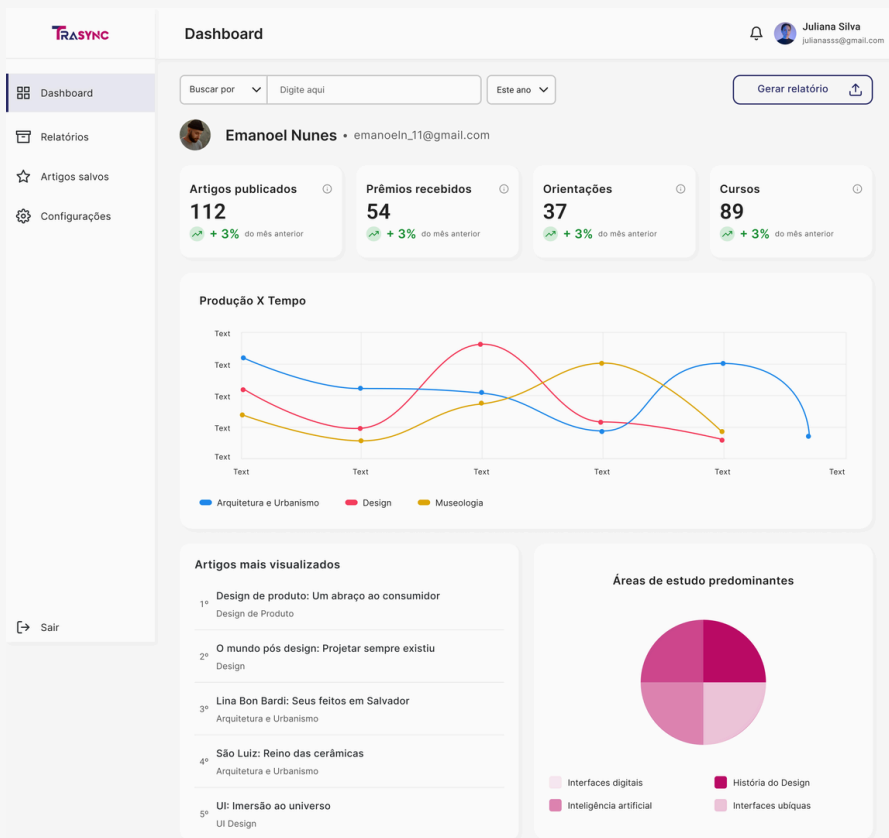 TRASYNC
Dashboard
Juliana Silva
julianasss@gmail.com
Dashboard
Relatórios
Artigos salvos
Configurações
Sair
Buscar por
Digite aqui
Este ano
Gerar relatório
Emanoel Nunes • emanoeln_11@gmail.com
Artigos publicados
112
+ 3% do mês anterior
Prêmios recebidos
54
+ 3% do mês anterior
Orientações
37
+ 3% do mês anterior
Cursos
89
+ 3% do mês anterior
Produção X Tempo
Text
Text
Text
Text
Text
Text Text Text Text Text Text
Arquitetura e Urbanismo Design Museologia
Artigos mais visualizados
1º Design de produto: Um abraço ao consumidor
Design de Produto
2º O mundo pós design: Projetar sempre existiu
Design
3º Lina Bon Bardi: Seus feitos em Salvador
Arquitetura e Urbanismo
4º São Luiz: Reino das cerâmicas
Arquitetura e Urbanismo
5º UI: Imersão ao universo
UI Design
Áreas de estudo predominantes
Interfaces digitais História do Design
Inteligência artificial Interfaces ubíquas